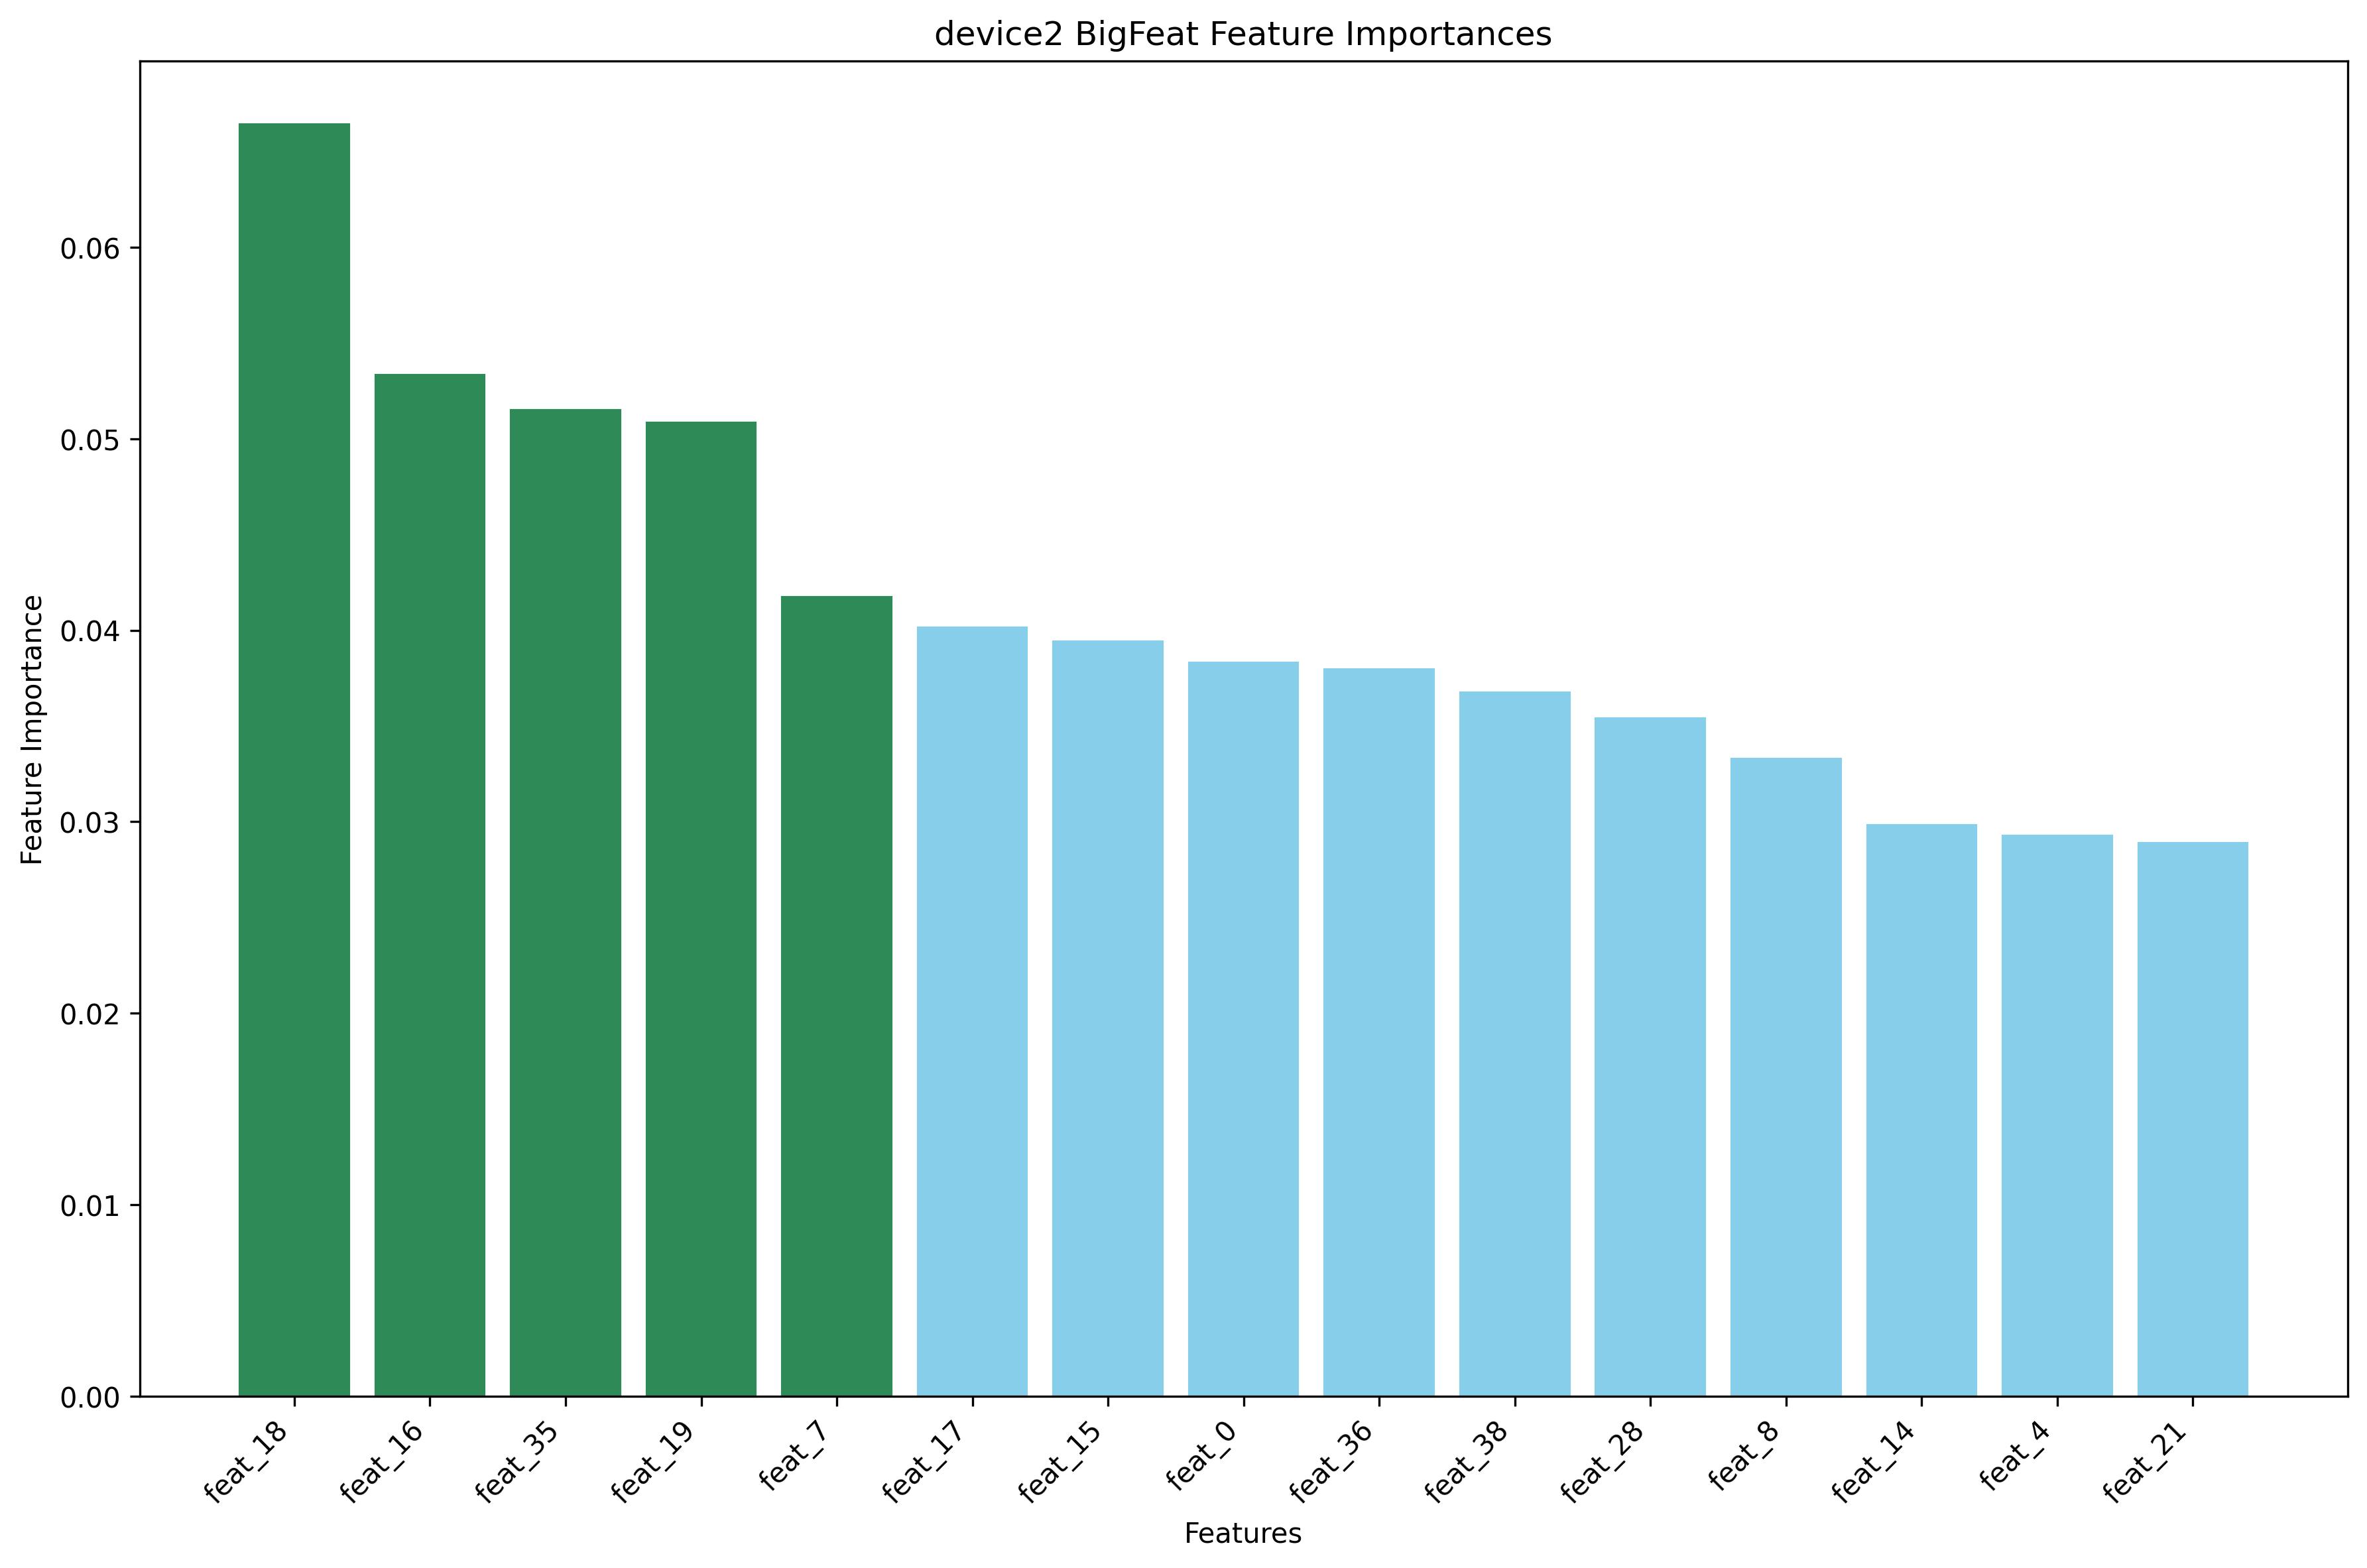 device2 BigFeat Feature Importances
Feature Importance
0.06
0.05
0.04
0.03
0.02
0.01
0.00
feat_18
feat_16
feat_35
feat_19
feat_7
feat_17
feat_15
feat_0
feat_36
feat_38
feat_28
feat_8
feat_14
feat_4
feat_21
Features